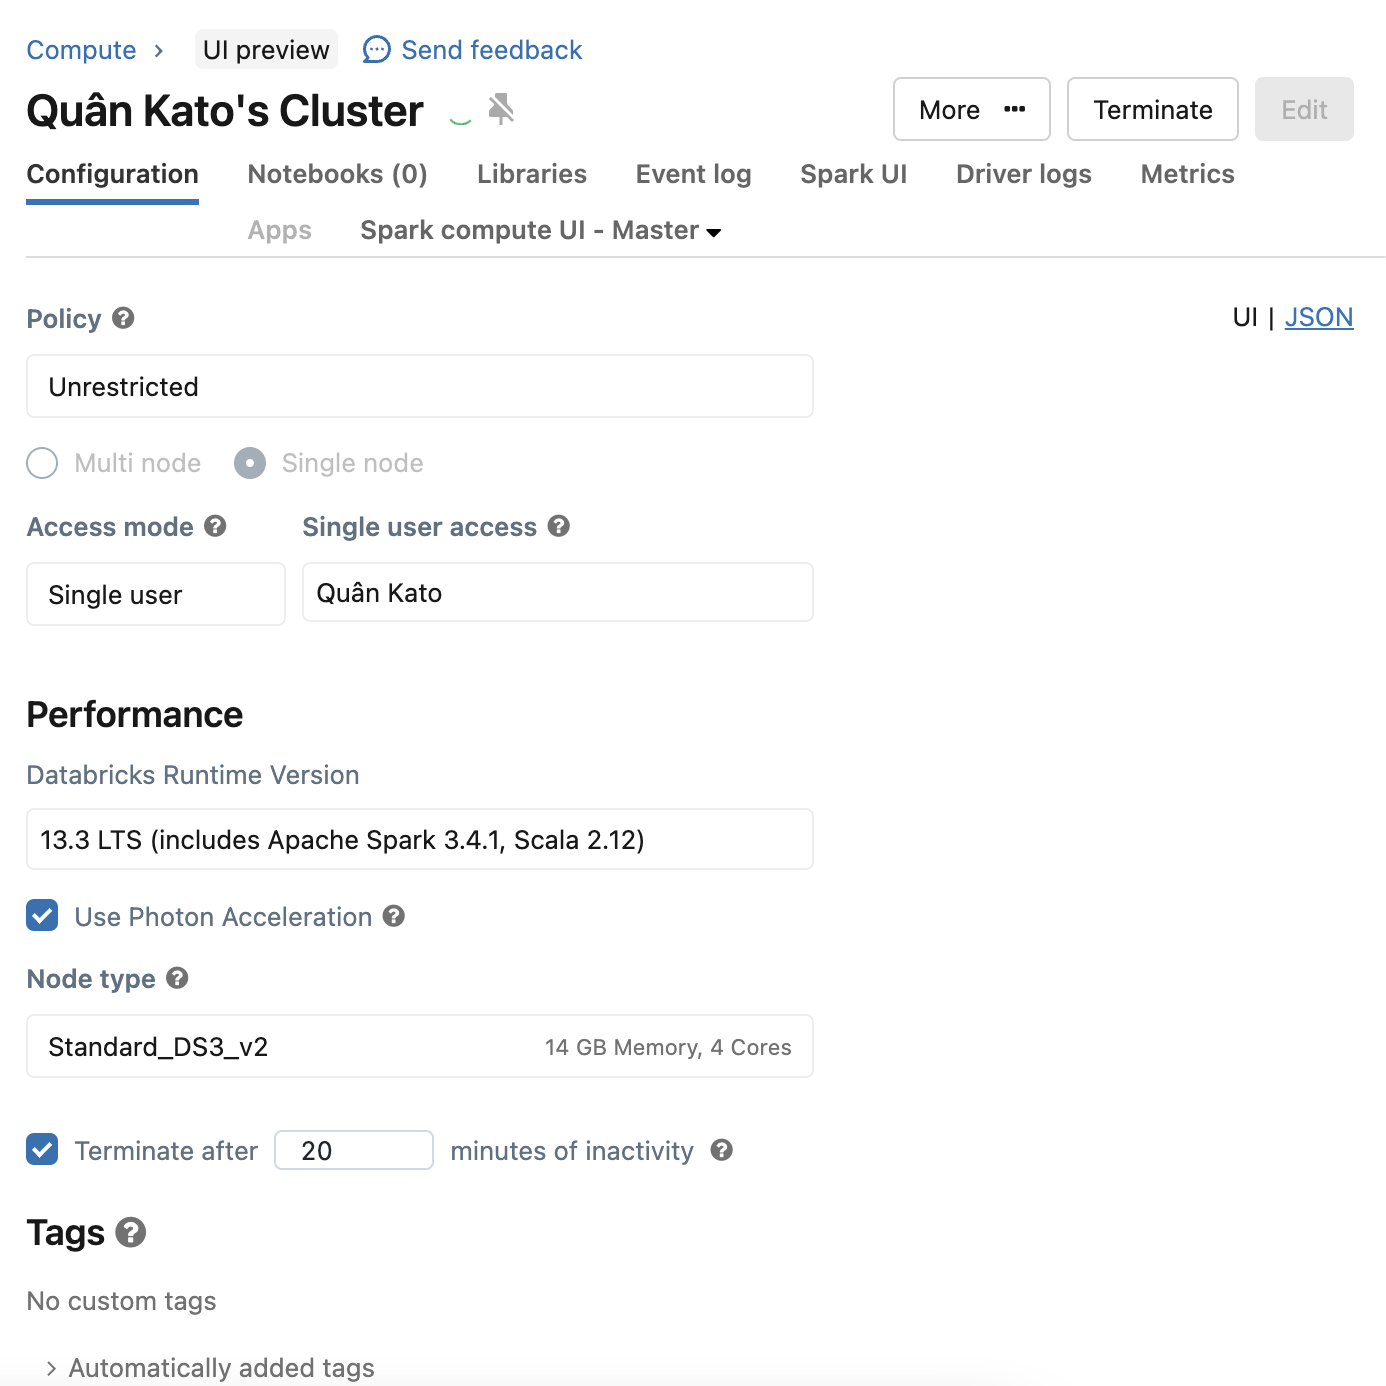 Compute › UI preview Send feedback
Quân Kato's Cluster More ••• Terminate Edit
Configuration Notebooks (0) Libraries Event log Spark UI Driver logs Metrics
Apps Spark compute UI - Master
Policy ? UI | JSON
Unrestricted
Multi node Single node
Access mode ? Single user access ?
Single user Quân Kato
Performance
Databricks Runtime Version
13.3 LTS (includes Apache Spark 3.4.1, Scala 2.12)
Use Photon Acceleration ?
Node type ?
Standard_DS3_v2 14 GB Memory, 4 Cores
Terminate after 20 minutes of inactivity ?
Tags ?
No custom tags
› Automatically added tags